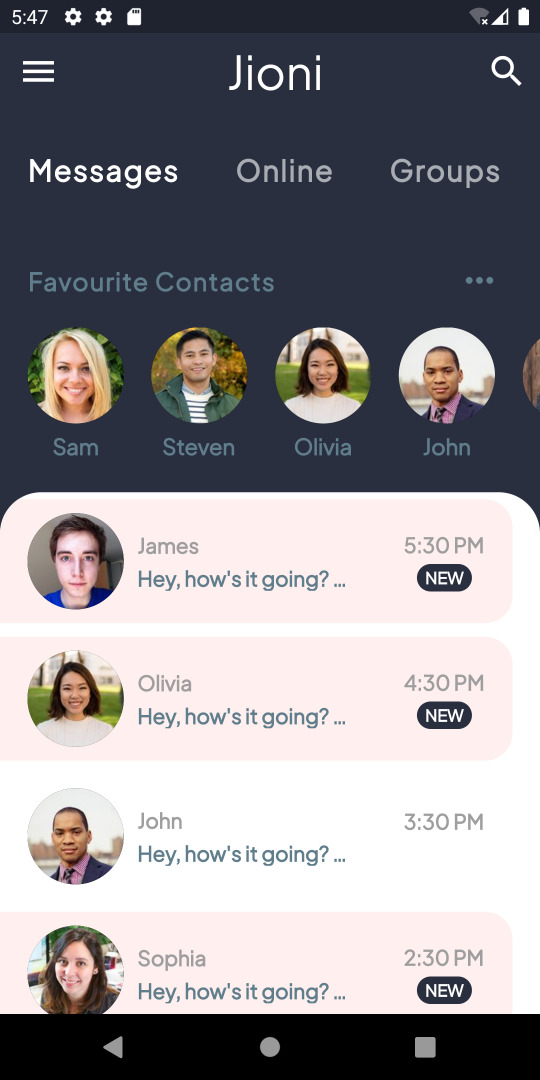 5:47
Jioni
Messages Online Groups
Favourite Contacts
Sam Steven Olivia John
James 5:30 PM
Hey, how's it going? ... NEW
Olivia 4:30 PM
Hey, how's it going? ... NEW
John 3:30 PM
Hey, how's it going? ...
Sophia 2:30 PM
Hey, how's it going? ... NEW